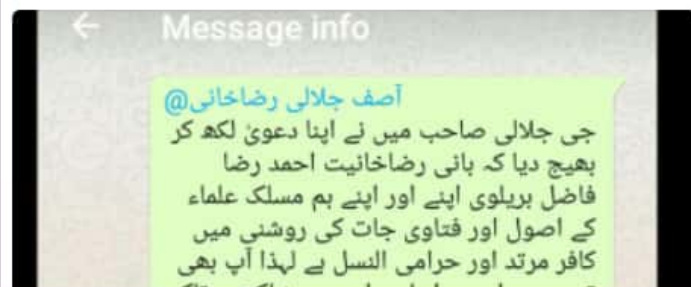 Message info
@آصف جلالی رضاخانی
جی جلالی صاحب میں نے اپنا دعویٰ لکھ کر
بھیج دیا کہ بانی رضاخانیت احمد رضا
فاضل بریلوی اپنے اور اپنے ہم مسلک علماء
کے اصول اور فتاوی جات کی روشنی میں
کافر مرتد اور حرامی النسل ہے لہذا آپ بھی